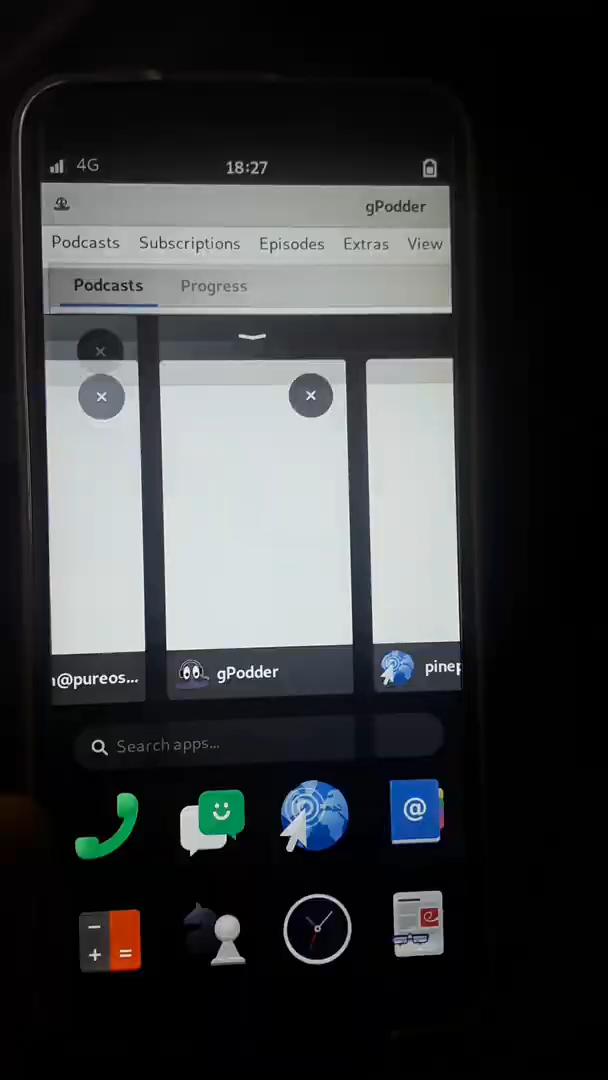 4G
18:27
gPodder
Podcasts Subscriptions Episodes Extras View
Podcasts Progress
@pureos... gPodder pinep
Search apps...
@